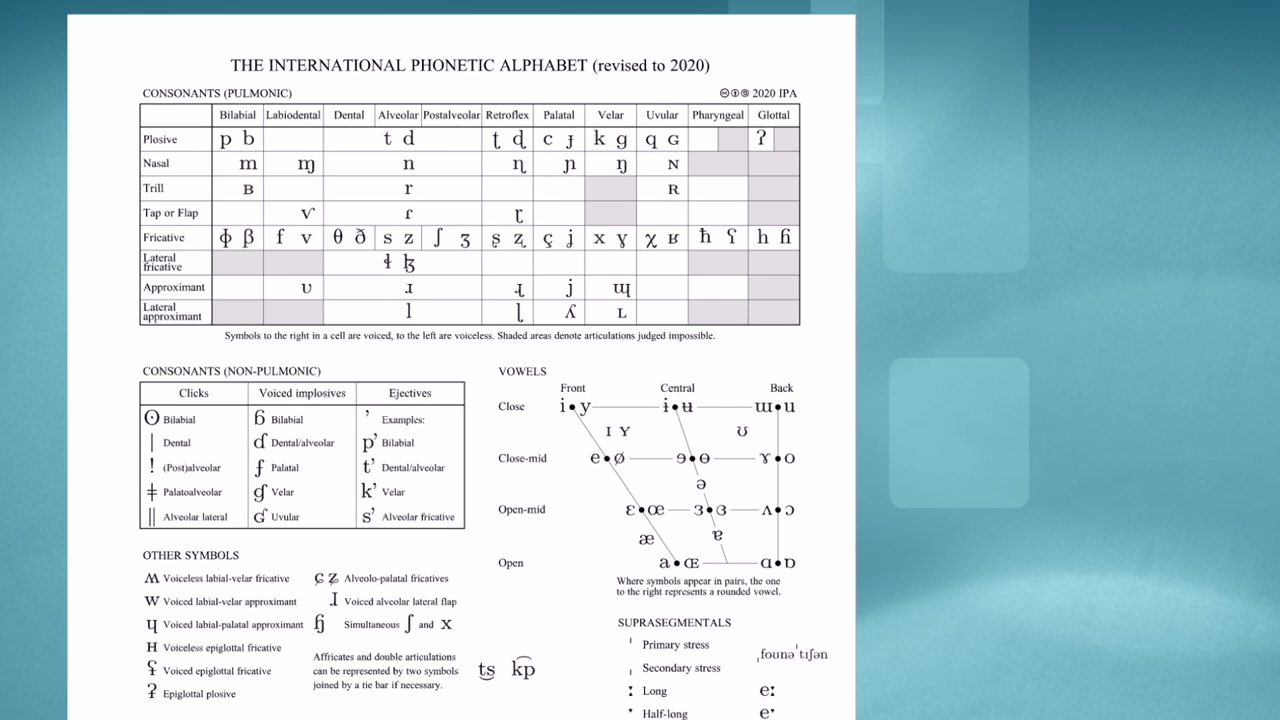 THE INTERNATIONAL PHONETIC ALPHABET (revised to 2020)
CONSONANTS (PULMONIC) 2020 IPA
Bilabial Labiodental Dental Alveolar Postalveolar Retroflex Palatal Velar Uvular Pharyngeal Glottal
Plosive p b t d ʈ ɖ c ɟ k ɡ q ɢ ʔ
Nasal m ɱ n ɳ ɲ ŋ ɴ
Trill ʙ r ʀ
Tap or Flap ⱱ ɾ ɽ
Fricative ɸ β f v θ ð s z ʃ ʒ ʂ ʐ ç ʝ x ɣ χ ʁ ħ ʕ h ɦ
Lateral
fricative ɬ ɮ
Approximant ʋ ɹ ɻ j ɰ
Lateral
approximant l ɭ ʎ ʟ
Symbols to the right in a cell are voiced, to the left are voiceless. Shaded areas denote articulations judged impossible.
CONSONANTS (NON-PULMONIC)
Clicks Voiced implosives Ejectives
ʘ Bilabial ɓ Bilabial ʼ Examples:
ǀ Dental ɗ Dental/alveolar pʼ Bilabial
ǃ (Post)alveolar ʄ Palatal tʼ Dental/alveolar
ǂ Palatoalveolar ɠ Velar kʼ Velar
ǁ Alveolar lateral ʛ Uvular sʼ Alveolar fricative
VOWELS
Front Central Back
Close i y ɨ ʉ ɯ u
ɪ ʏ ʊ
Close-mid e ø ɘ ɵ ɤ o
ə
Open-mid ɛ œ ɜ ɞ ʌ ɔ
æ ɐ
Open a ɶ ɑ ɒ
Where symbols appear in pairs, the one
to the right represents a rounded vowel.
OTHER SYMBOLS
ʍ Voiceless labial-velar fricative ɕ ʑ Alveolo-palatal fricatives
w Voiced labial-velar approximant ɺ Voiced alveolar lateral flap
ɥ Voiced labial-palatal approximant ɧ Simultaneous ʃ and x
ʜ Voiceless epiglottal fricative
ʢ Voiced epiglottal fricative
ʡ Epiglottal plosive
Affricates and double articulations
can be represented by two symbols
joined by a tie bar if necessary.
t͜s k͡p
SUPRASEGMENTALS
ˈ Primary stress ˌfoʊnəˈtɪʃən
ˌ Secondary stress
ː Long eː
ˑ Half-long eˑ